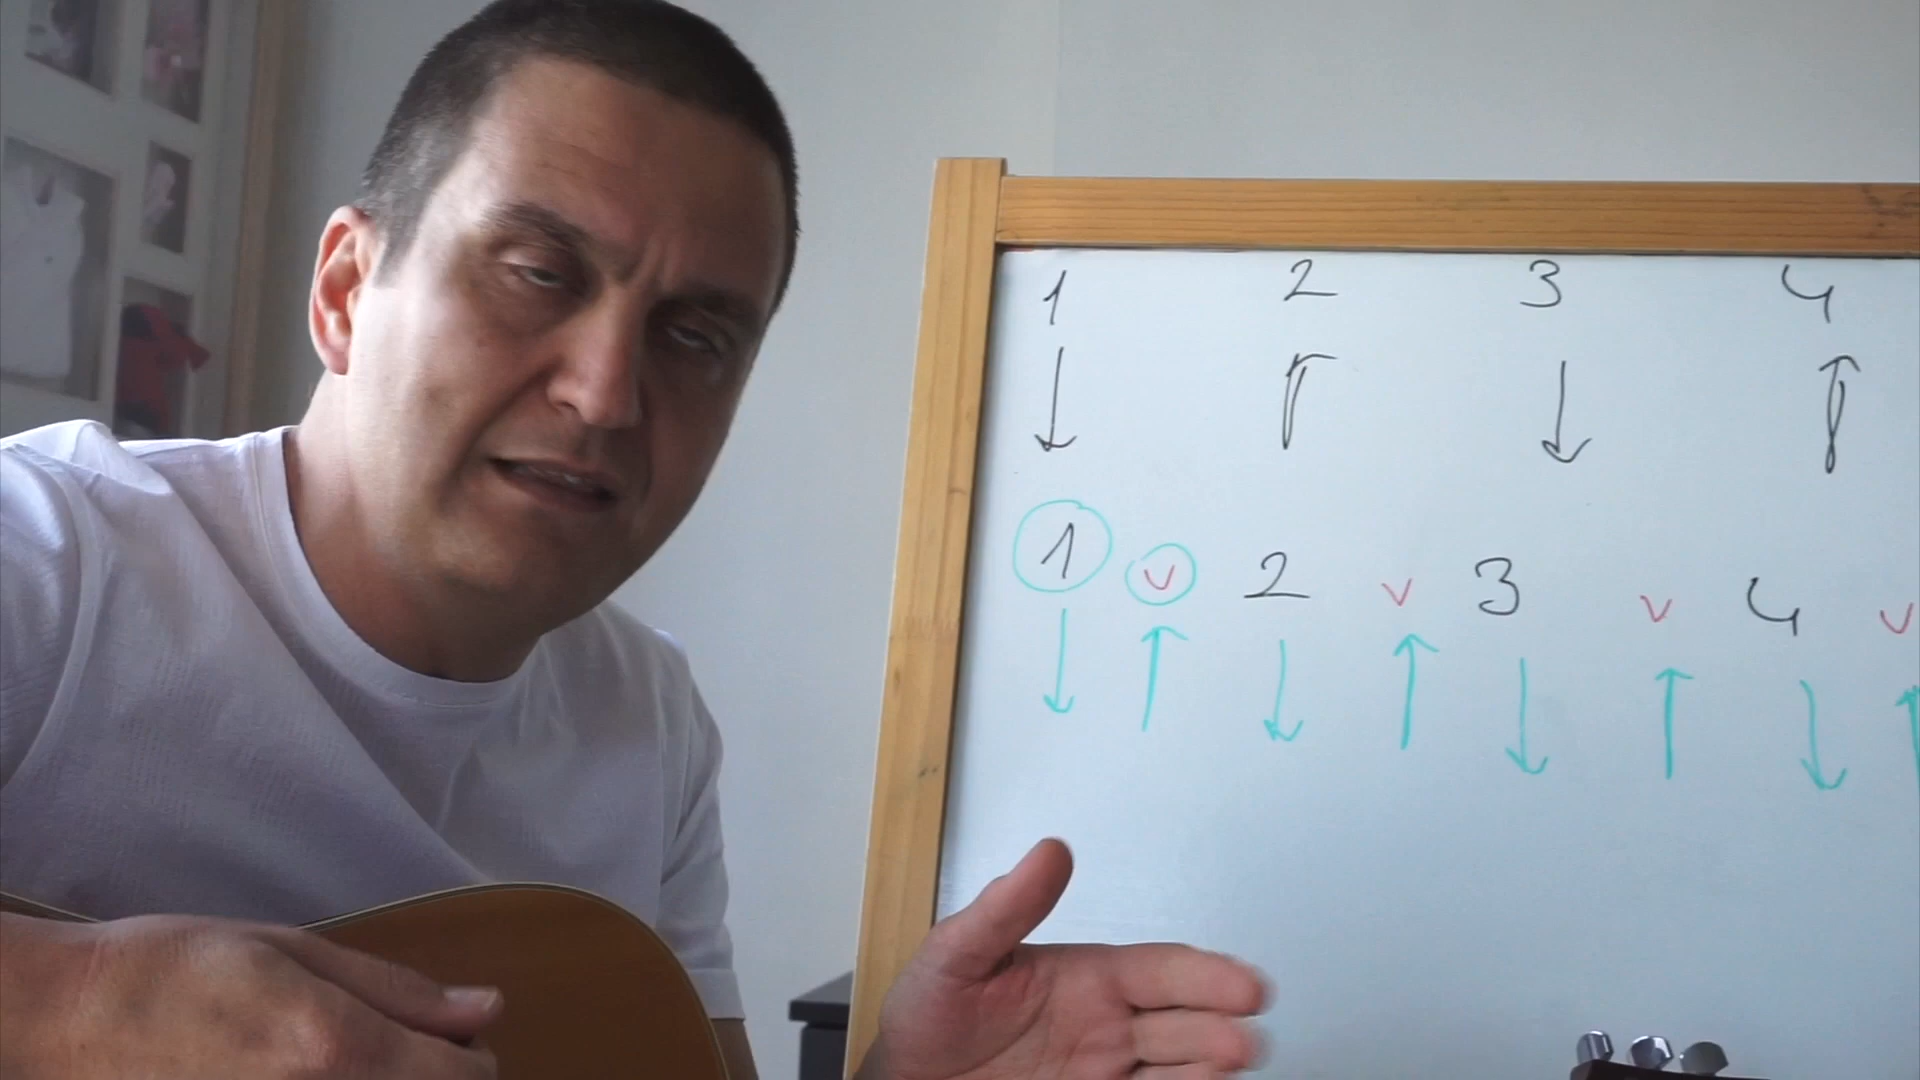 1 2 3 4
↓ ↑ ↓ ↑
1 v 2 v 3 v 4 v
↓ ↑ ↓ ↑ ↓ ↑ ↓ ↑